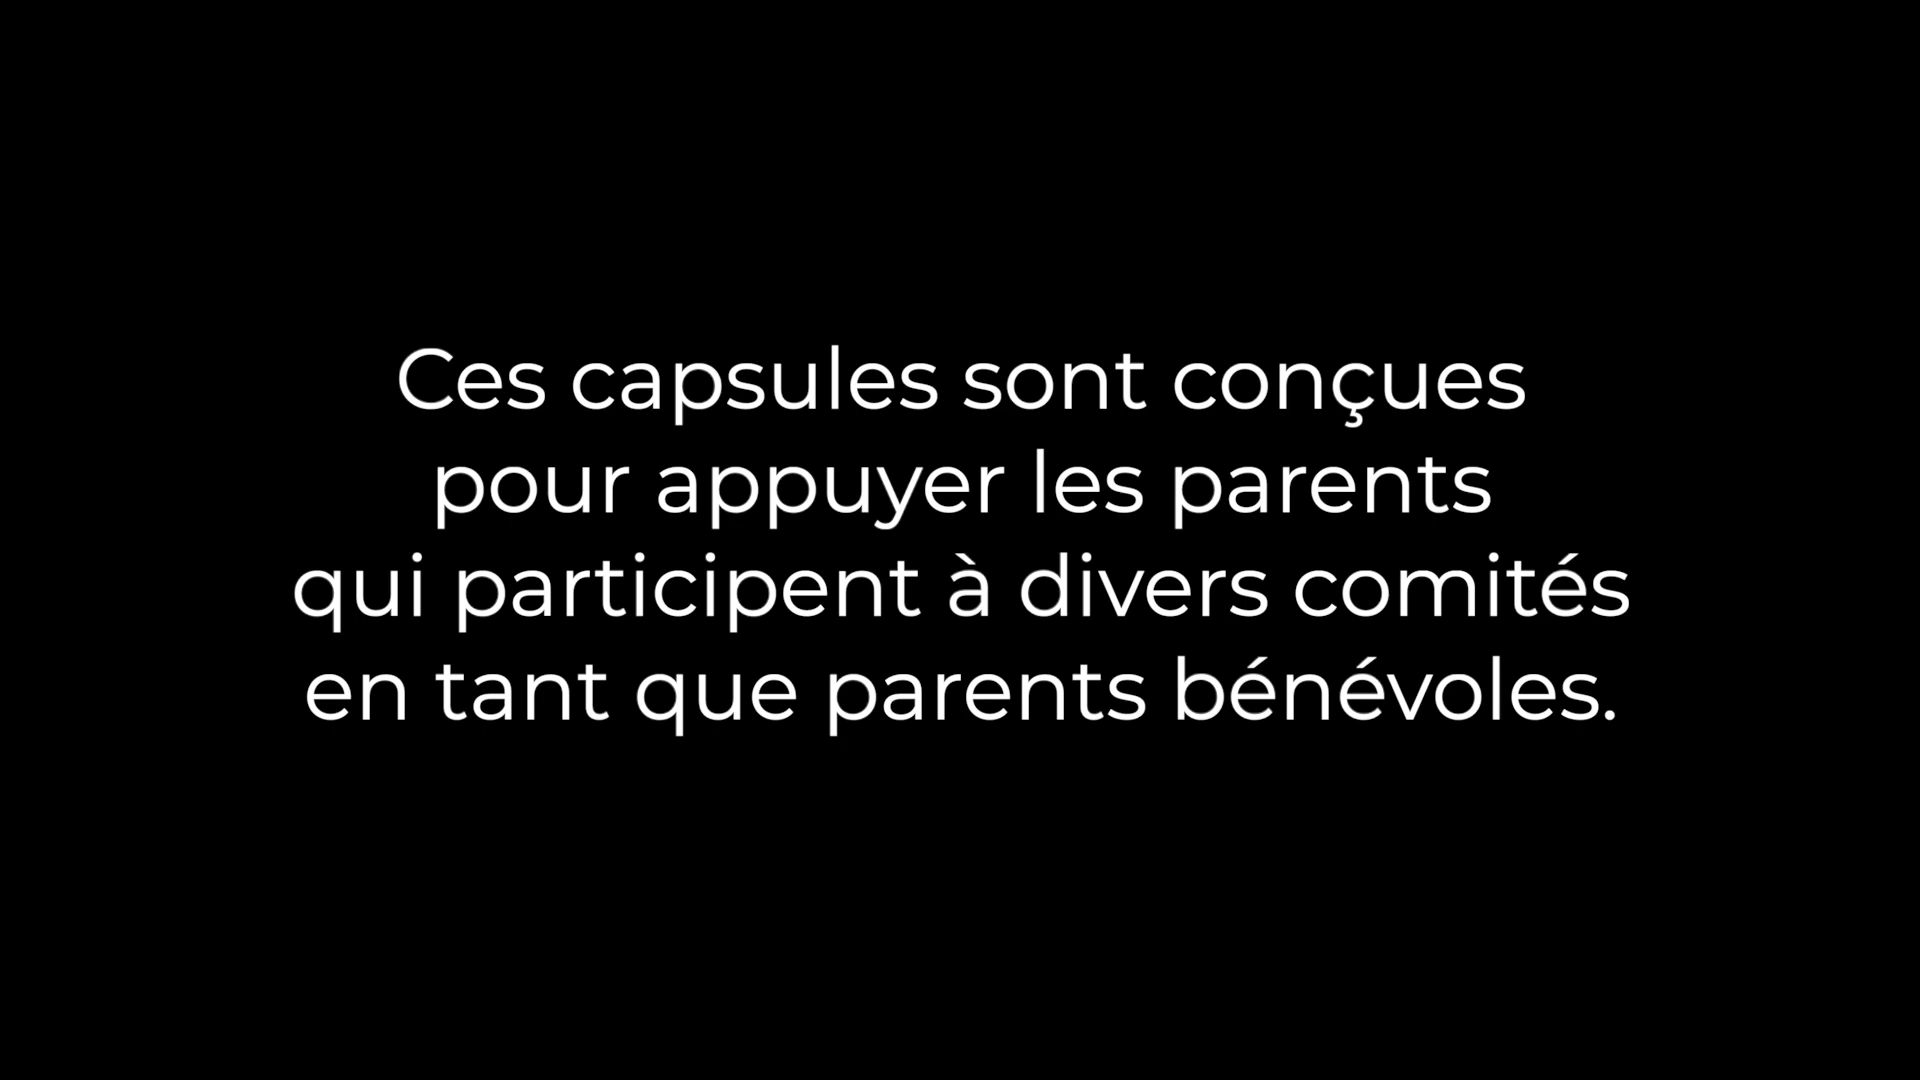 Ces capsules sont conçues
pour appuyer les parents
qui participent à divers comités
en tant que parents bénévoles.